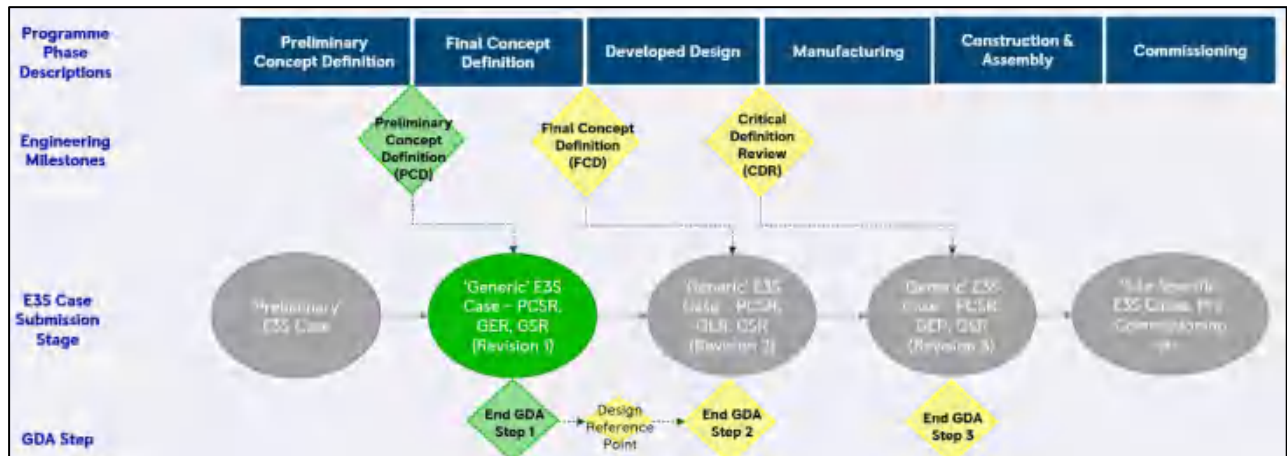 Programme
Phase
Descriptions
Preliminary
Concept Definition
Final Concept
Definition
Developed Design
Manufacturing
Construction &
Assembly
Commissioning
Engineering
Milestones
Preliminary
Concept
Definition
(PCD)
Final Concept
Definition
(FCD)
Critical
Definition
Review
(CDR)
E3S Case
Submission
Stage
'Preliminary'
E3S Case
'Generic' E3S
Case – PCSR,
GER, GSR
(Revision 1)
'Generic' E3S
Case – PCSR,
GER, GSR
(Revision 2)
'Generic' E3S
Case – PCSR,
GER, GSR
(Revision 3)
'Site Specific'
E3S Cases, Pre
Commissioning
GDA Step
End GDA
Step 1
Design
Reference
Point
End GDA
Step 2
End GDA
Step 3